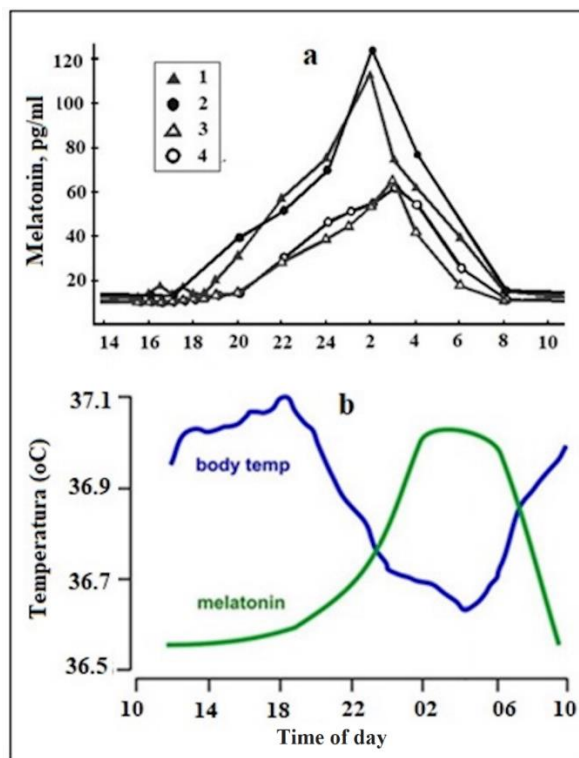 a
120
100
80
60
40
20
Melatonin, pg/ml
1
2
3
4
14 16 18 20 22 24 2 4 6 8 10
b
37.1
36.9
36.7
36.5
Temperatura (oC)
body temp
melatonin
10 14 18 22 02 06 10
Time of day